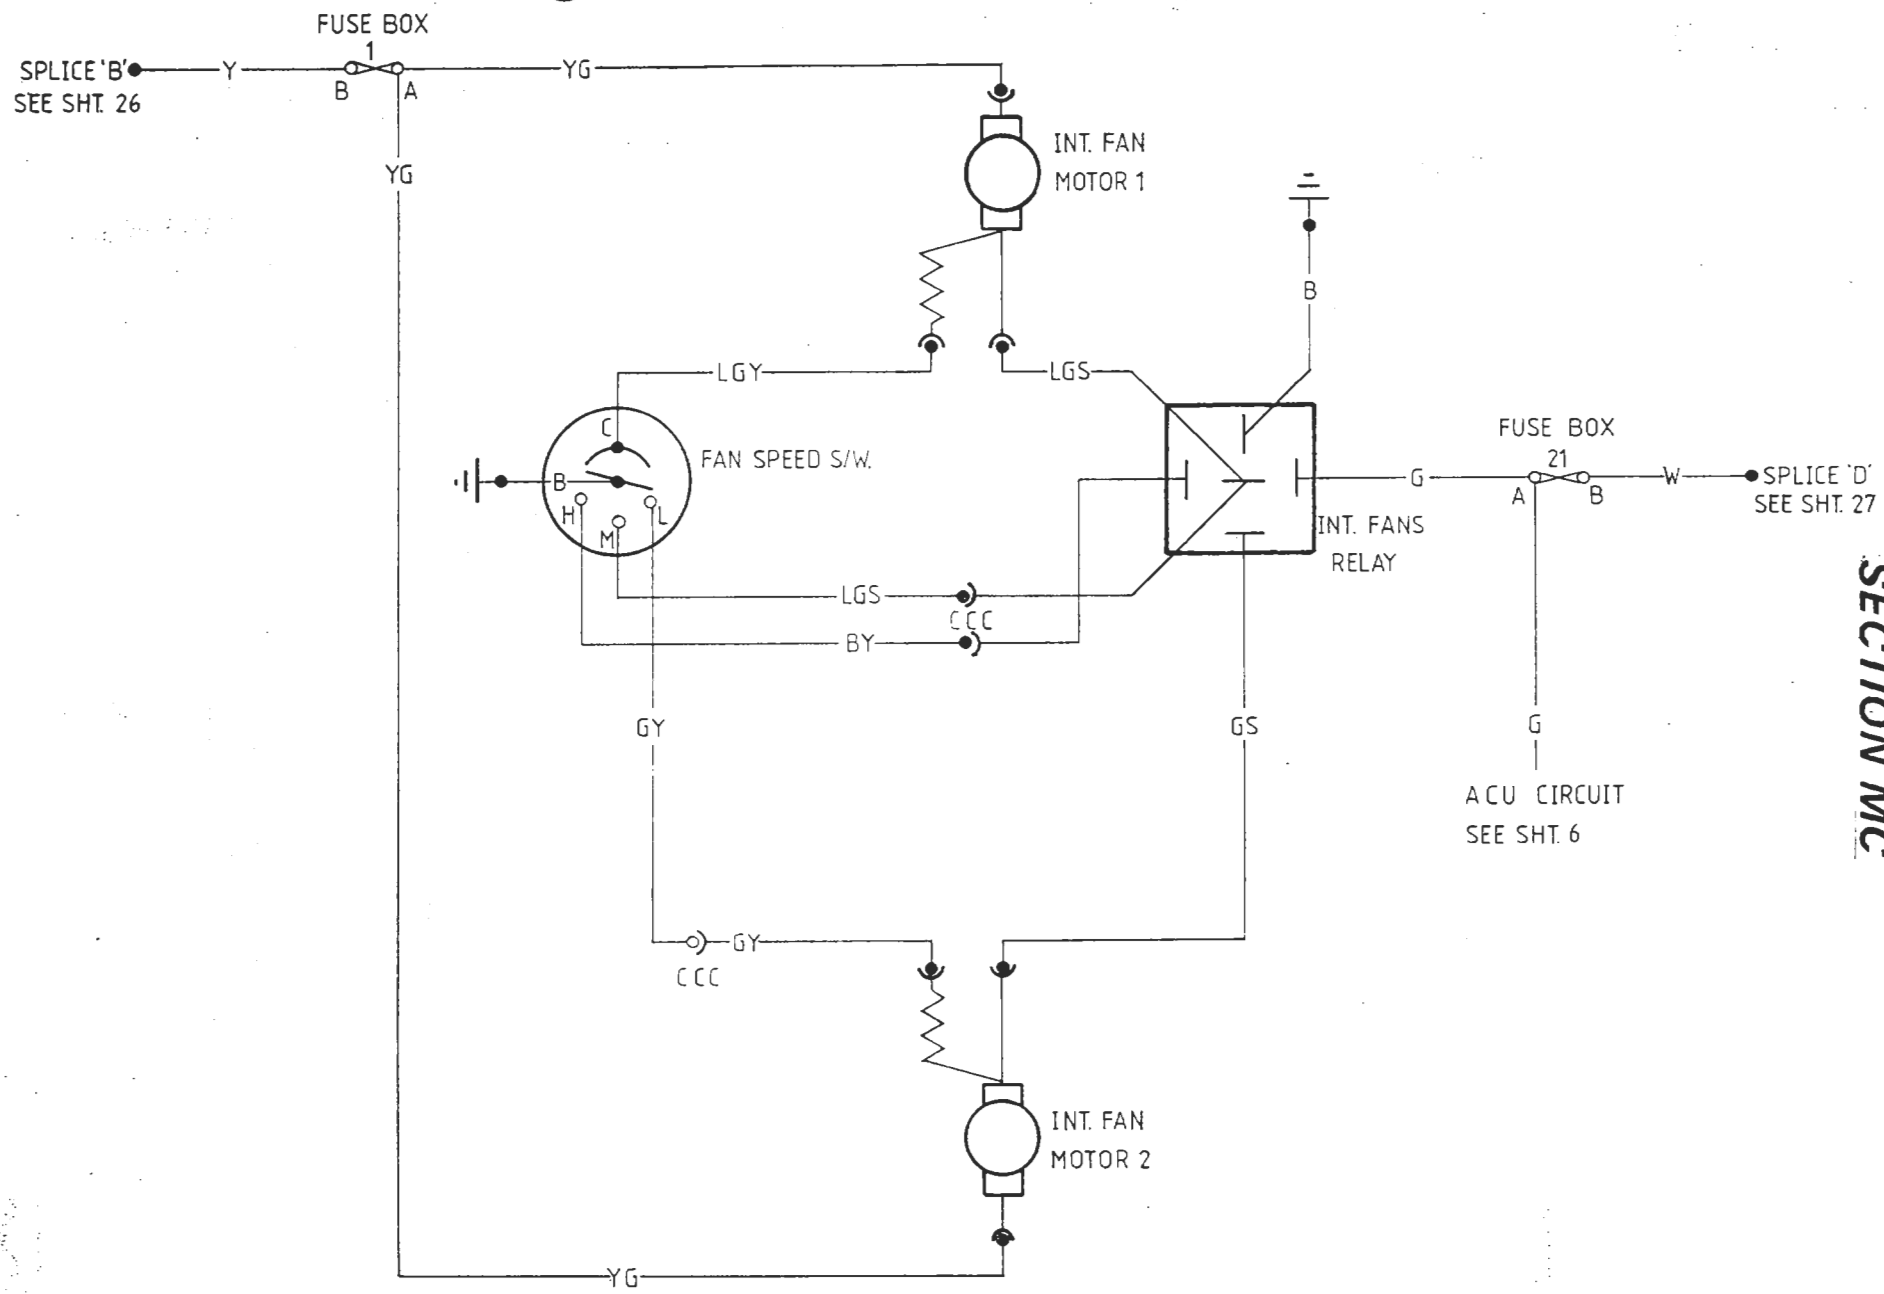 FUSE BOX
1
SPLICE 'B'
SEE SHT. 26
Y
B
A
YG
YG
INT. FAN
MOTOR 1
B
LGY
LGS
C
FAN SPEED S/W.
B
H
M
L
FUSE BOX
21
G
A
B
W
SPLICE 'D'
SEE SHT. 27
INT. FANS
RELAY
LGS
CCC
BY
GY
GS
G
ACU CIRCUIT
SEE SHT. 6
GY
CCC
INT. FAN
MOTOR 2
YG
SECTION MC